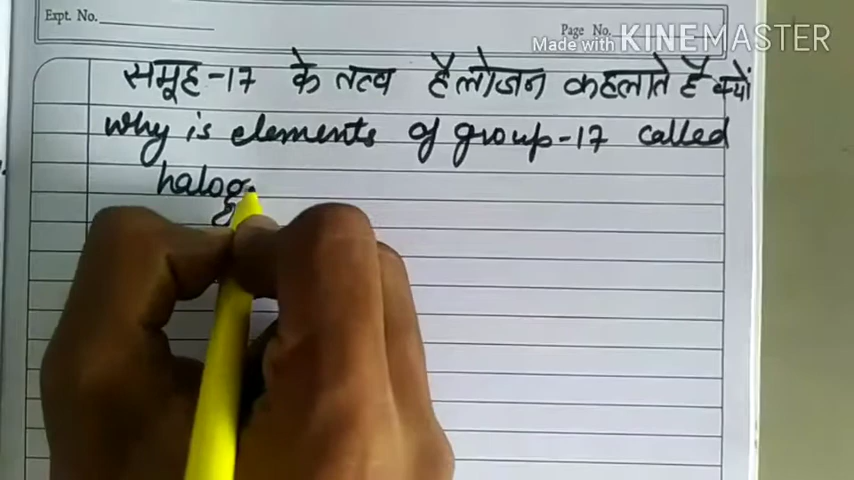 Expt. No.
Page No.
Made with KINEMASTER
समूह-17 के तत्व हैलोजन कहलाते हैं क्यों
why is elements of group-17 called
halog